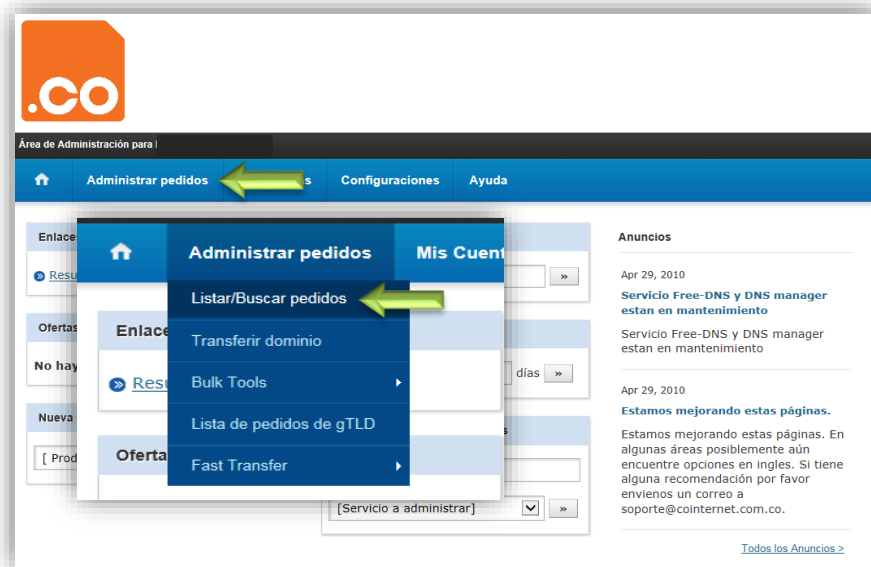 .CO
Área de Administración para
Administrar pedidos
s
Configuraciones
Ayuda
Enlace
Resu
Ofertas
No hay
Nueva
[ Prod
Administrar pedidos
Mis Cuent
Listar/Buscar pedidos
Transferir dominio
Bulk Tools
Lista de pedidos de gTLD
Fast Transfer
Enlace
Resu
Oferta
»
días »
s
[Servicio a administrar] »
Anuncios
Apr 29, 2010
Servicio Free-DNS y DNS manager
estan en mantenimiento
Servicio Free-DNS y DNS manager
estan en mantenimiento
Apr 29, 2010
Estamos mejorando estas páginas.
Estamos mejorando estas páginas. En
algunas áreas posiblemente aún
encuentre opciones en ingles. Si tiene
alguna recomendación por favor
envienos un correo a
soporte@cointernet.com.co.
Todos los Anuncios >